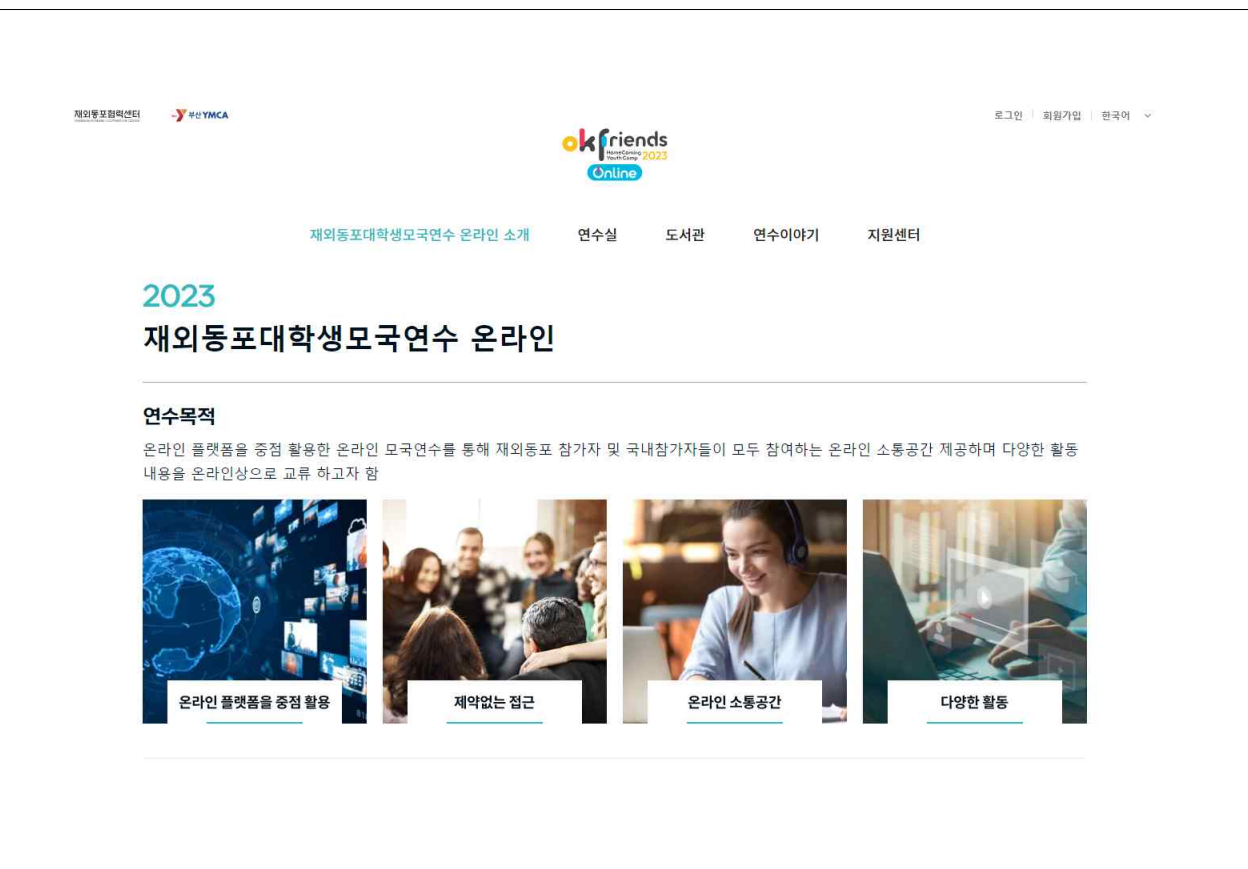 재외동포협력센터
부산YMCA
로그인 회원가입 한국어
okfriends
HomeComing
Youth Camp 2023
Online
재외동포대학생모국연수 온라인 소개 연수실 도서관 연수이야기 지원센터
2023
재외동포대학생모국연수 온라인
연수목적
온라인 플랫폼을 중점 활용한 온라인 모국연수를 통해 재외동포 참가자 및 국내참가자들이 모두 참여하는 온라인 소통공간 제공하며 다양한 활동
내용을 온라인상으로 교류 하고자 함
온라인 플랫폼을 중점 활용 제약없는 접근 온라인 소통공간 다양한 활동